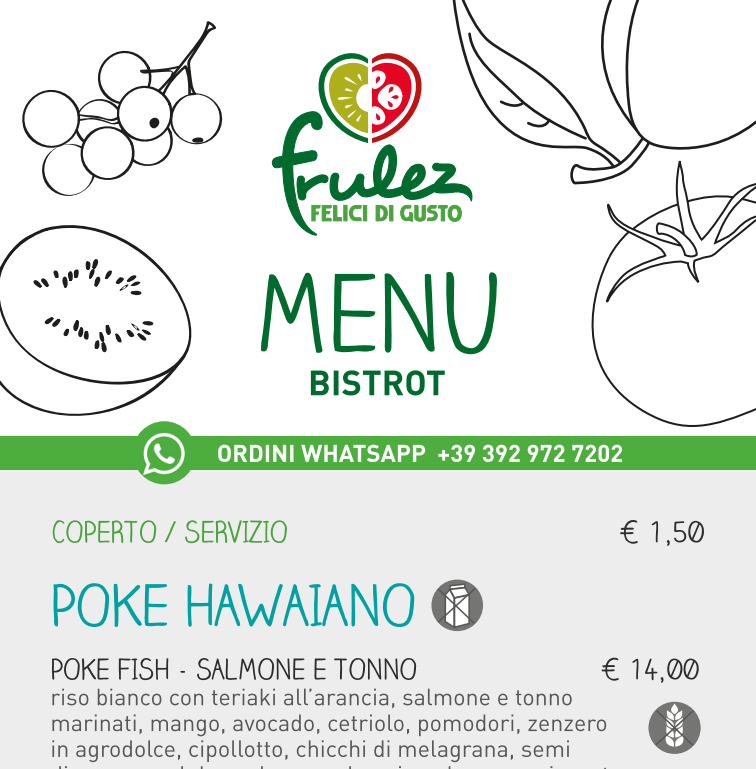 frulez
FELICI DI GUSTO
MENU
BISTROT
ORDINI WHATSAPP +39 392 972 7202
COPERTO / SERVIZIO € 1,50
POKE HAWAIANO
POKE FISH - SALMONE E TONNO € 14,00
riso bianco con teriaki all'arancia, salmone e tonno
marinati, mango, avocado, cetriolo, pomodori, zenzero
in agrodolce, cipollotto, chicchi di melagrana, semi